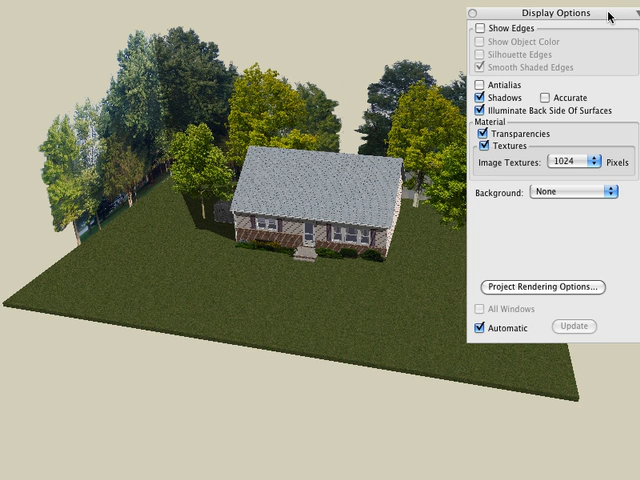 Display Options
Show Edges
Show Object Color
Silhouette Edges
Smooth Shaded Edges
Antialias
Shadows Accurate
Illuminate Back Side Of Surfaces
Material
Transparencies
Textures
Image Textures: 1024 Pixels
Background: None
Project Rendering Options...
All Windows
Automatic Update